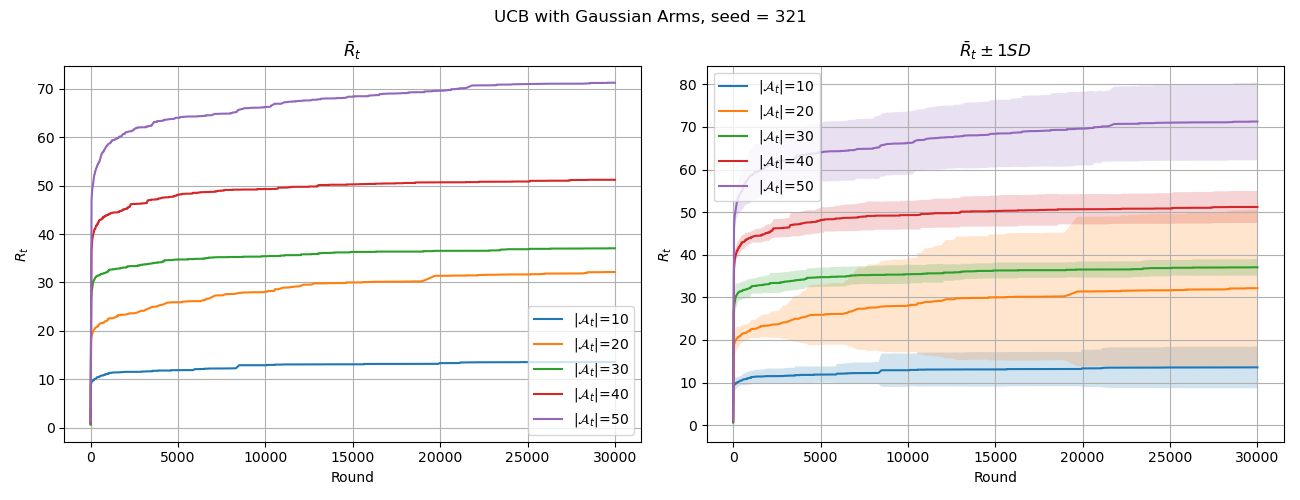 UCB with Gaussian Arms, seed = 321
R̄ₜ
70
60
50
40
30
20
10
0
Rₜ
0 5000 10000 15000 20000 25000 30000
Round
|𝒜ₜ|=10
|𝒜ₜ|=20
|𝒜ₜ|=30
|𝒜ₜ|=40
|𝒜ₜ|=50
R̄ₜ ± 1SD
80
70
60
50
40
30
20
10
0
Rₜ
0 5000 10000 15000 20000 25000 30000
Round
|𝒜ₜ|=10
|𝒜ₜ|=20
|𝒜ₜ|=30
|𝒜ₜ|=40
|𝒜ₜ|=50